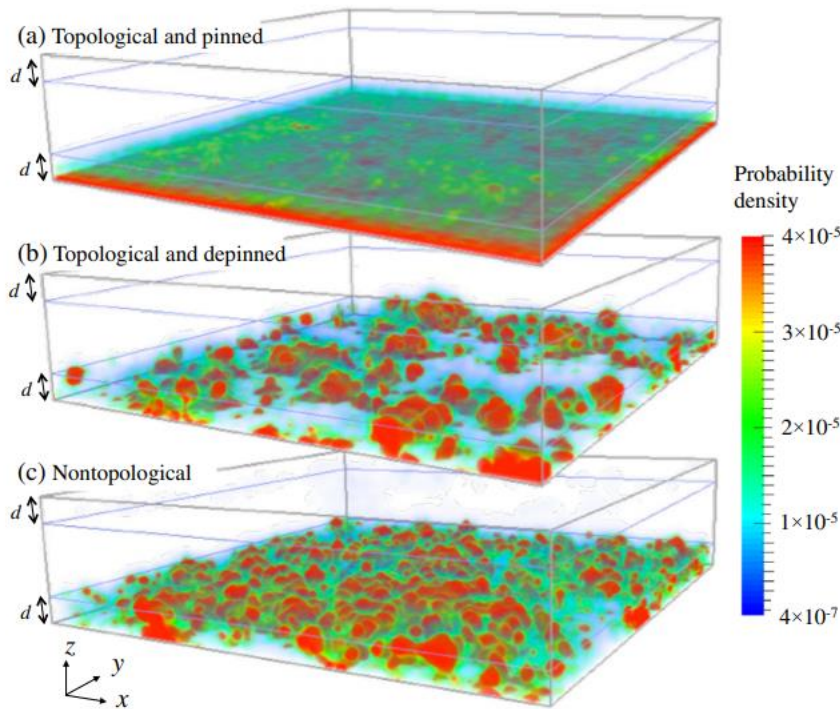 (a) Topological and pinned
d
d
Probability
density
4×10-5
(b) Topological and depinned
d
3×10-5
d
2×10-5
(c) Nontopological
d
1×10-5
d
4×10-7
z
y
x